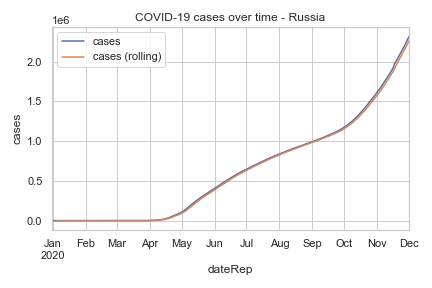 COVID-19 cases over time - Russia
1e6
cases
cases (rolling)
2.0
1.5
1.0
0.5
0.0
cases
Jan Feb Mar Apr May Jun Jul Aug Sep Oct Nov Dec
2020
dateRep